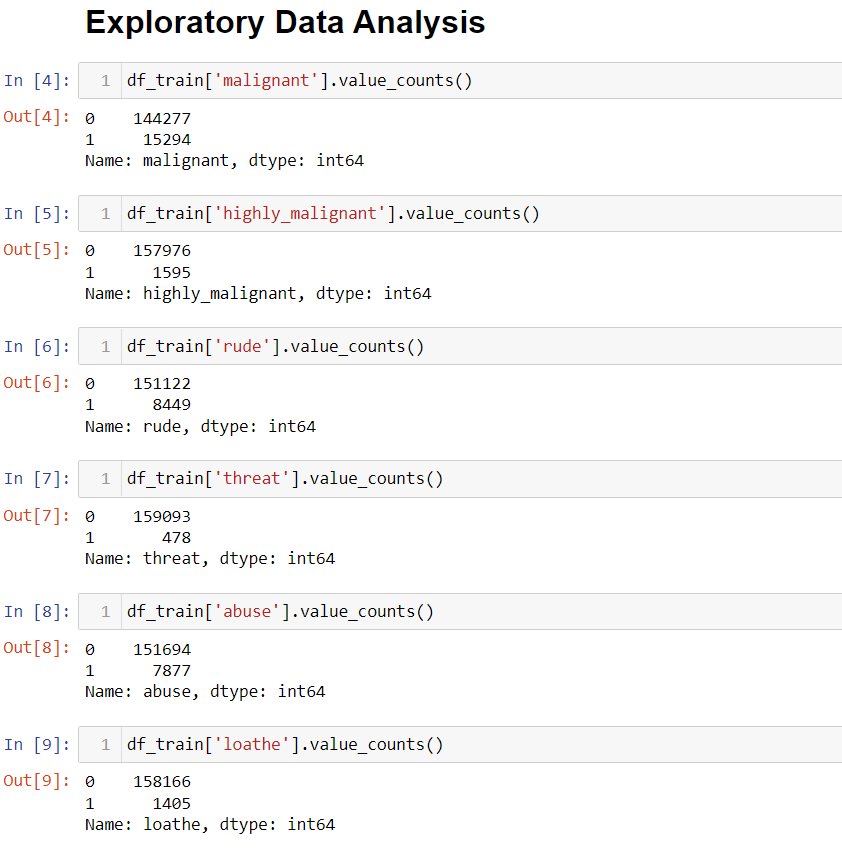 Exploratory Data Analysis
In [4]: 1 df_train['malignant'].value_counts()
Out[4]: 0 144277
1 15294
Name: malignant, dtype: int64
In [5]: 1 df_train['highly_malignant'].value_counts()
Out[5]: 0 157976
1 1595
Name: highly_malignant, dtype: int64
In [6]: 1 df_train['rude'].value_counts()
Out[6]: 0 151122
1 8449
Name: rude, dtype: int64
In [7]: 1 df_train['threat'].value_counts()
Out[7]: 0 159093
1 478
Name: threat, dtype: int64
In [8]: 1 df_train['abuse'].value_counts()
Out[8]: 0 151694
1 7877
Name: abuse, dtype: int64
In [9]: 1 df_train['loathe'].value_counts()
Out[9]: 0 158166
1 1405
Name: loathe, dtype: int64